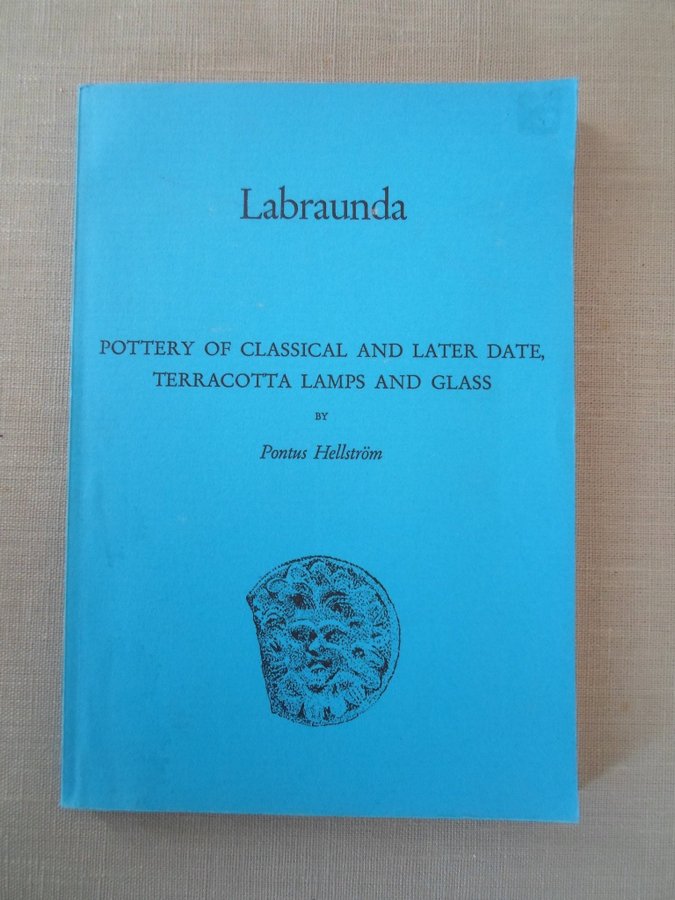 Labraunda
POTTERY OF CLASSICAL AND LATER DATE,
TERRACOTTA LAMPS AND GLASS
BY
Pontus Hellström